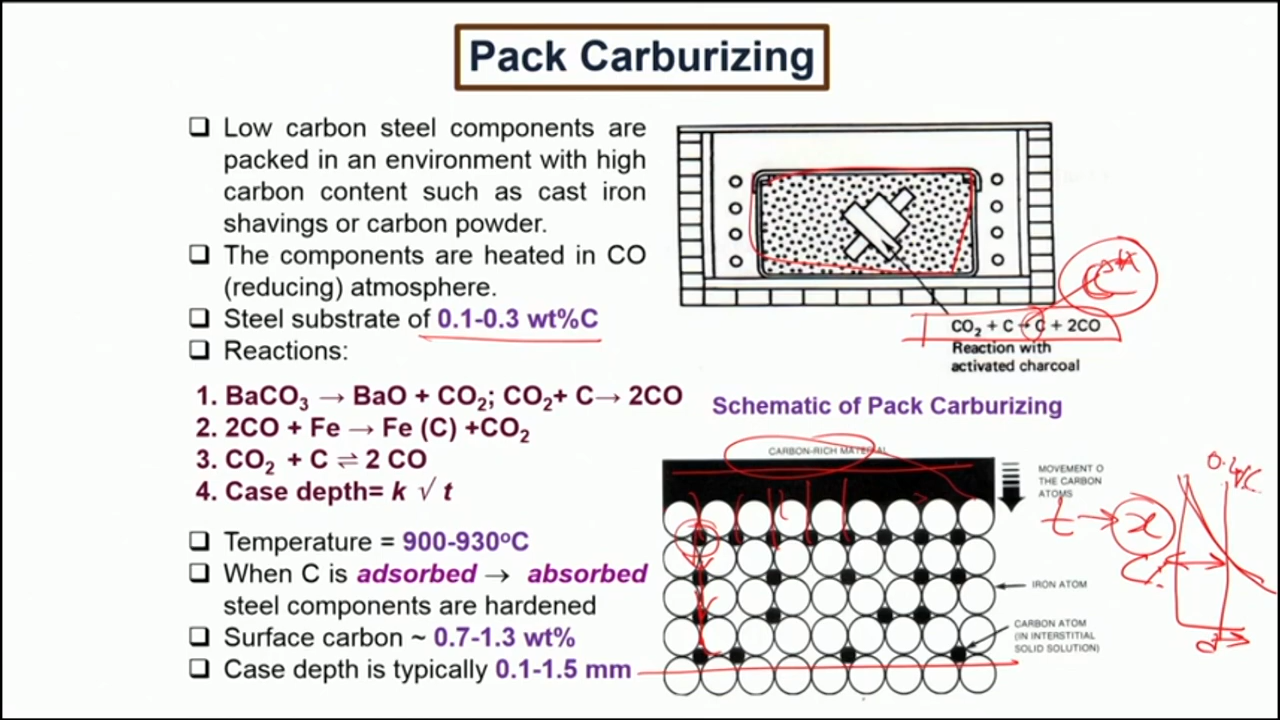 Pack Carburizing
❑ Low carbon steel components are
packed in an environment with high
carbon content such as cast iron
shavings or carbon powder.
❑ The components are heated in CO
(reducing) atmosphere.
❑ Steel substrate of 0.1-0.3 wt%C
❑ Reactions:
1. BaCO₃ → BaO + CO₂; CO₂+ C→ 2CO
2. 2CO + Fe → Fe (C) +CO₂
3. CO₂ + C ⇌ 2 CO
4. Case depth= k √ t
❑ Temperature = 900-930°C
❑ When C is adsorbed → absorbed
steel components are hardened
❑ Surface carbon ~ 0.7-1.3 wt%
❑ Case depth is typically 0.1-1.5 mm
CO₂ + C → C + 2CO
Reaction with
activated charcoal
Schematic of Pack Carburizing
CARBON-RICH MATERIAL
MOVEMENT O
THE CARBON
ATOMS
t → x
IRON ATOM
CARBON ATOM
(IN INTERSTITIAL
SOLID SOLUTION)